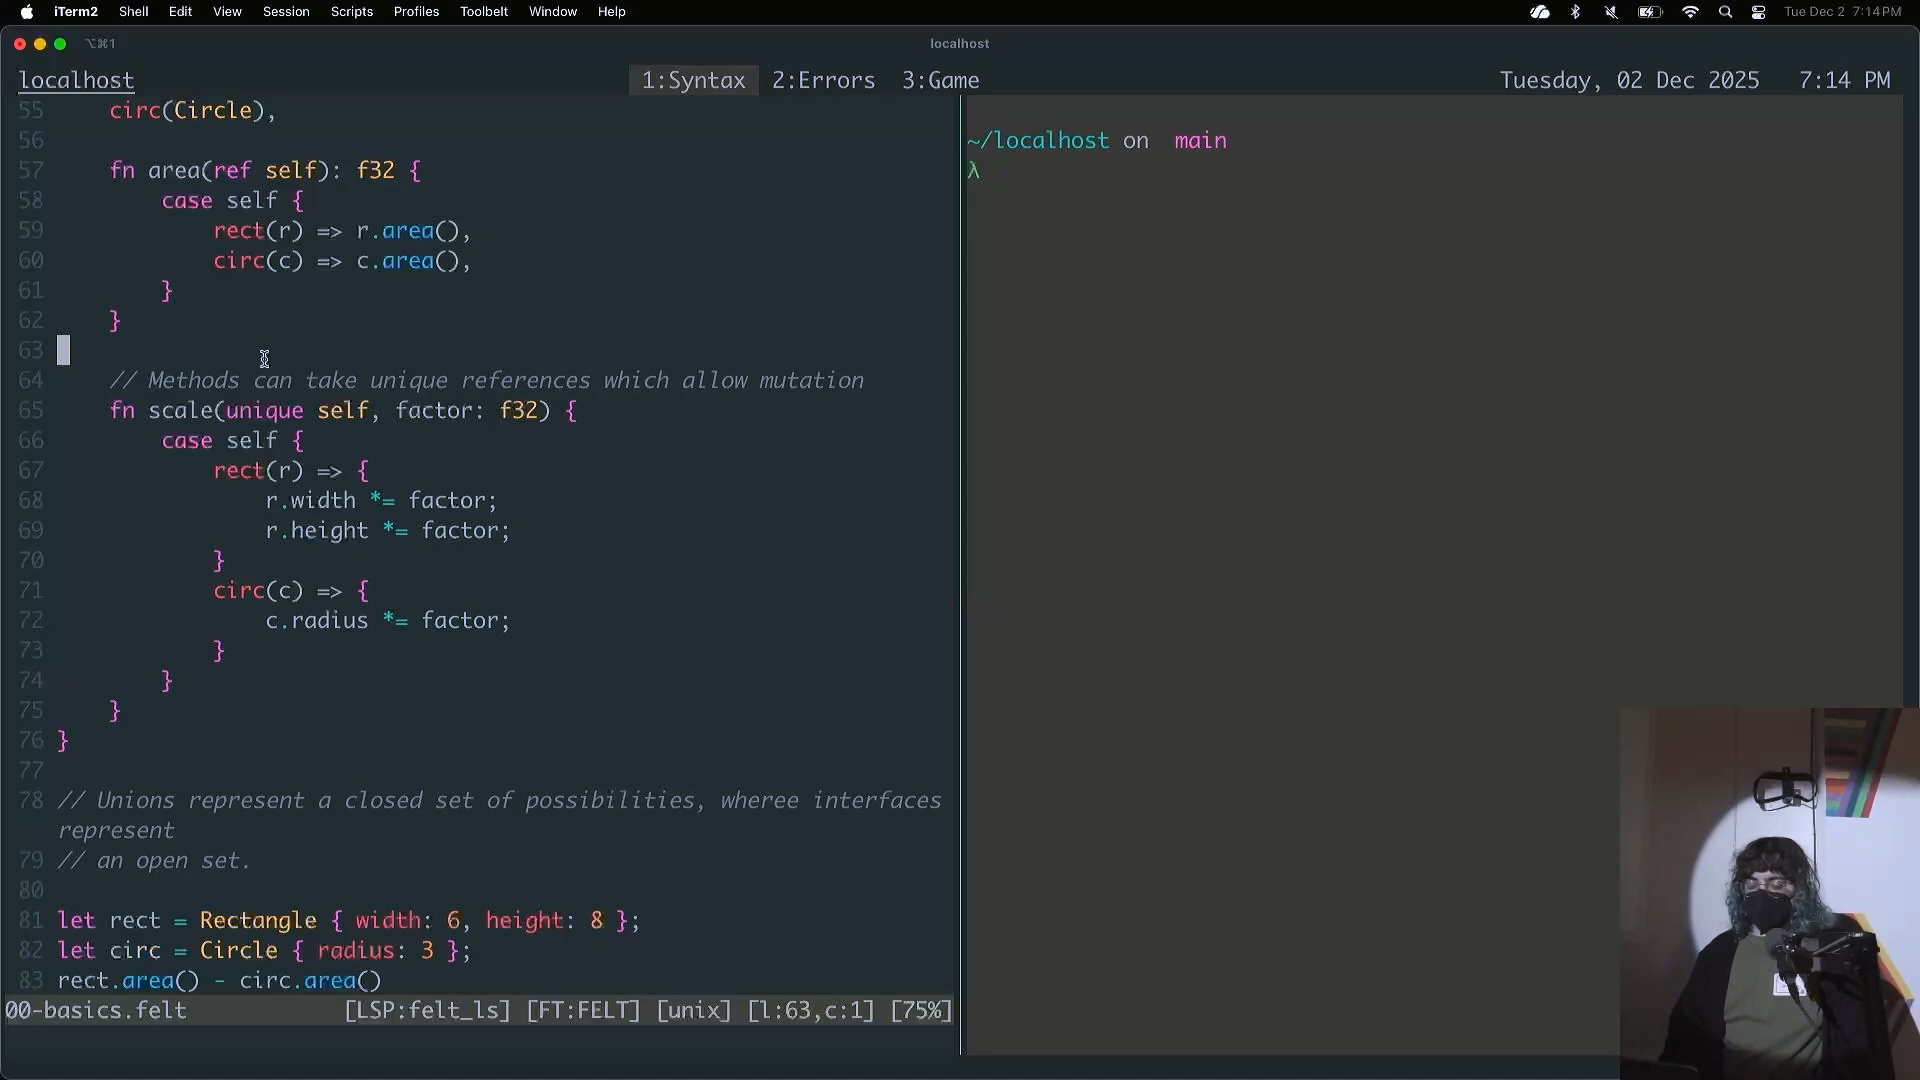 iTerm2 Shell Edit View Session Scripts Profiles Toolbelt Window Help Tue Dec 2 7:14 PM
⌥⌘1 localhost
localhost 1:Syntax 2:Errors 3:Game Tuesday, 02 Dec 2025 7:14 PM
55 circ(Circle),
56
57 fn area(ref self): f32 {
58 case self {
59 rect(r) => r.area(),
60 circ(c) => c.area(),
61 }
62 }
63
64 // Methods can take unique references which allow mutation
65 fn scale(unique self, factor: f32) {
66 case self {
67 rect(r) => {
68 r.width *= factor;
69 r.height *= factor;
70 }
71 circ(c) => {
72 c.radius *= factor;
73 }
74 }
75 }
76 }
77
78 // Unions represent a closed set of possibilities, wheree interfaces
represent
79 // an open set.
80
81 let rect = Rectangle { width: 6, height: 8 };
82 let circ = Circle { radius: 3 };
83 rect.area() - circ.area()
00-basics.felt [LSP:felt_ls] [FT:FELT] [unix] [l:63,c:1] [75%]
~/localhost on main
λ